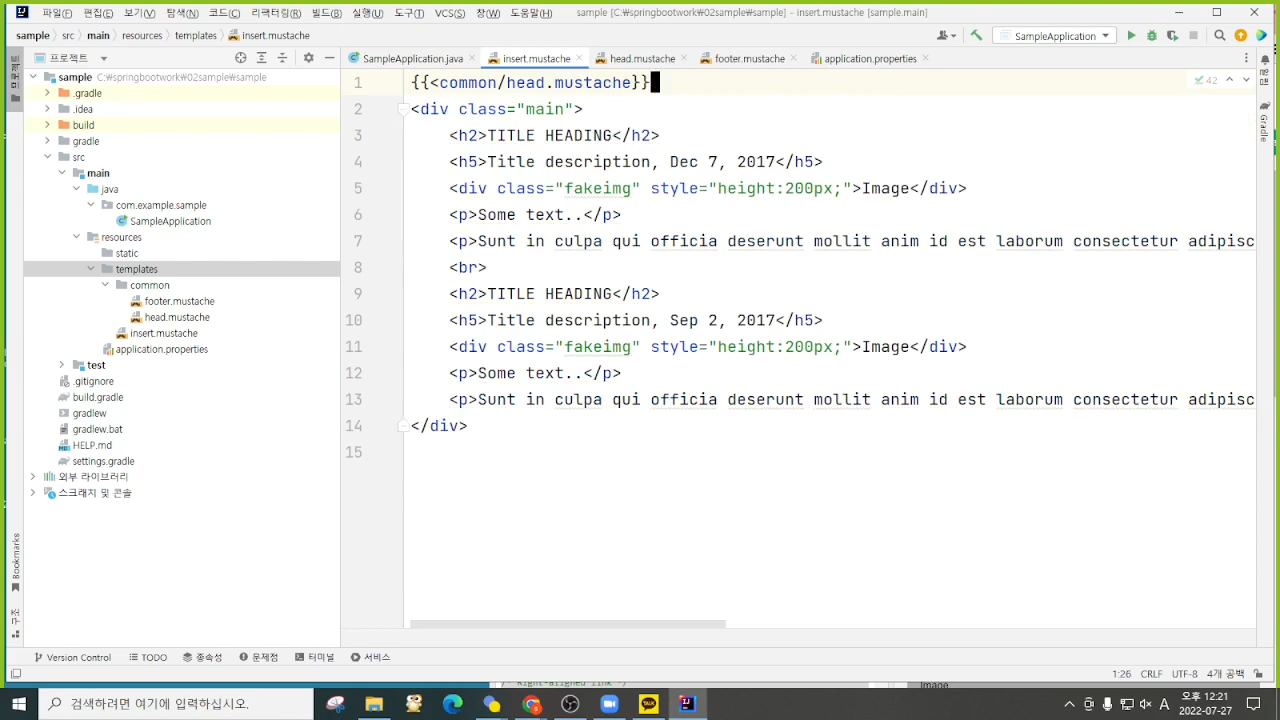 파일(F) 편집(E) 보기(V) 탐색(N) 코드(C) 리팩터링(R) 빌드(B) 실행(U) 도구(T) VCS(S) 창(W) 도움말(H) sample [C:₩springbootwork₩02sample₩sample] - insert.mustache [sample.main]
sample src main resources templates insert.mustache SampleApplication
프로젝트 SampleApplication.java insert.mustache head.mustache footer.mustache application.properties
sample C:₩springbootwork₩02sample₩sample
.gradle
.idea
build
gradle
src
main
java
com.example.sample
SampleApplication
resources
static
templates
common
footer.mustache
head.mustache
insert.mustache
application.properties
test
.gitignore
build.gradle
gradlew
gradlew.bat
HELP.md
settings.gradle
외부 라이브러리
스크래치 및 콘솔
1 {{<common/head.mustache}}
2 <div class="main">
3 <h2>TITLE HEADING</h2>
4 <h5>Title description, Dec 7, 2017</h5>
5 <div class="fakeimg" style="height:200px;">Image</div>
6 <p>Some text..</p>
7 <p>Sunt in culpa qui officia deserunt mollit anim id est laborum consectetur adipisc
8 <br>
9 <h2>TITLE HEADING</h2>
10 <h5>Title description, Sep 2, 2017</h5>
11 <div class="fakeimg" style="height:200px;">Image</div>
12 <p>Some text..</p>
13 <p>Sunt in culpa qui officia deserunt mollit anim id est laborum consectetur adipisc
14 </div>
15
42
Gradle
Bookmarks
Version Control TODO 종속성 문제점 터미널 서비스
1:26 CRLF UTF-8 4개 공백
검색하려면 여기에 입력하십시오.
TALK
A
오후 12:21
2022-07-27